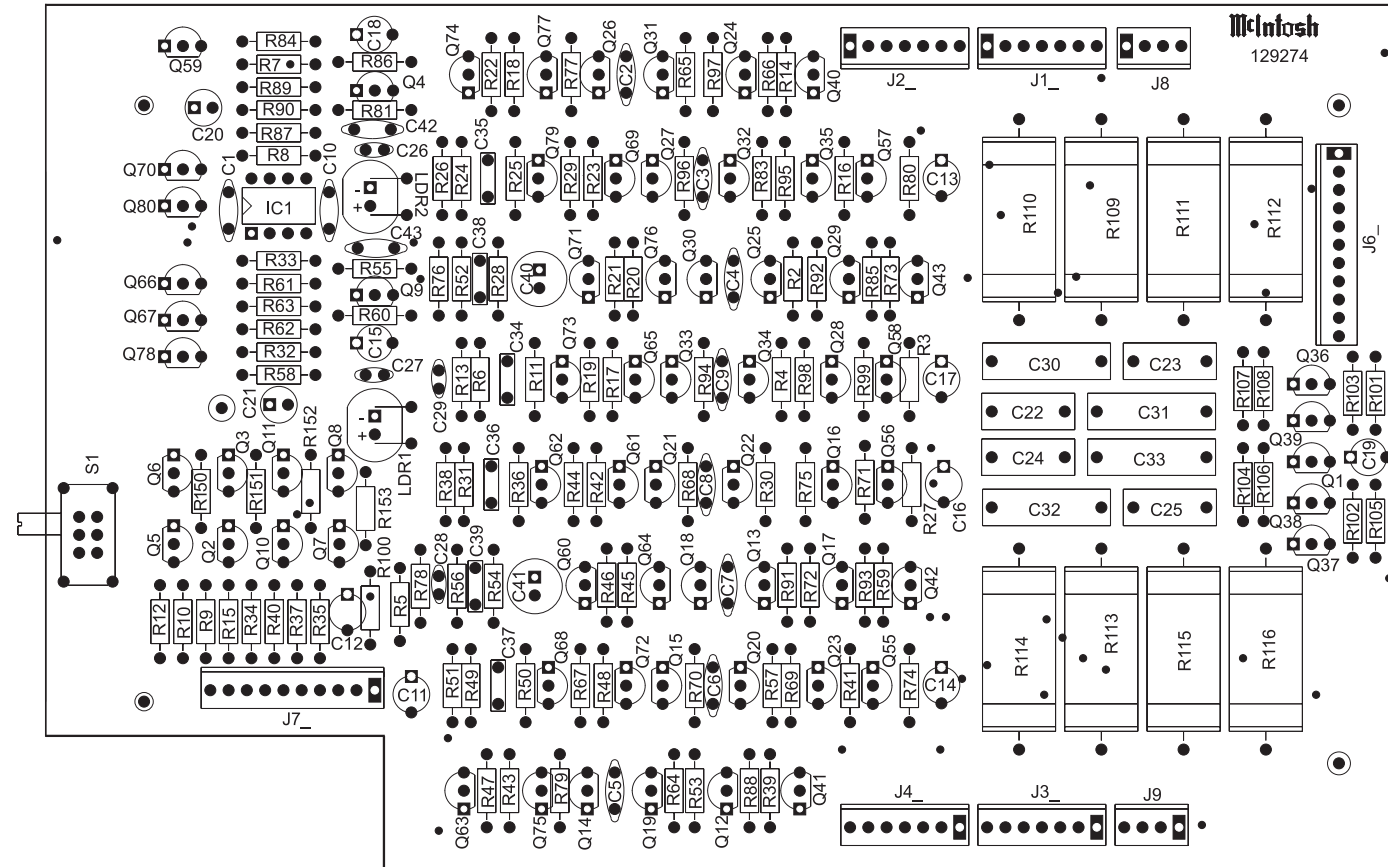 McIntosh
129274
Q59
R84
R7
R89
R90
R87
R8
C18
R86
Q4
R81
C42
C26
C20
Q70
Q80
C1
C10
IC1
-
+
LDR2
C43
R33
R61
R63
R62
R32
R58
R55
Q9
R60
C15
C27
Q66
Q67
Q78
C21
-
+
LDR1
Q74
R22
R18
Q77
R77
Q26
C2
Q31
R65
R97
Q24
R66
R14
Q40
J2_
J1_
J8
R26
R24
C35
R25
Q79
R29
R23
Q69
Q27
R96
C3
Q32
R83
R95
Q35
R16
Q57
R80
C13
R76
R52
C38
R28
C40
Q71
R21
R20
Q76
Q30
C4
Q25
R2
R92
Q29
R85
R73
Q43
R110
R109
R111
R112
J6_
C29
R13
R6
C34
R11
Q73
R19
R17
Q65
Q33
R94
C9
Q34
R4
R98
Q28
R99
Q58
R3
C17
C30
C23
C22
C31
C24
C33
C32
C25
R107
R108
R104
R106
Q36
Q39
Q1
Q38
Q37
R103
R101
C19
R102
R105
S1
Q6
R150
Q3
R151
Q11
R152
Q8
R153
Q5
Q2
Q10
Q7
R100
R38
R31
C36
R36
Q62
R44
R42
Q61
Q21
R68
C8
Q22
R30
R75
Q16
R71
Q56
R27
C16
R12
R10
R9
R15
R34
R40
R37
R35
C12
R5
R78
C28
R56
C39
R54
C41
Q60
R46
R45
Q64
Q18
C7
Q13
R91
R72
Q17
R93
R59
Q42
J7_
C11
R51
R49
C37
R50
Q68
R67
R48
Q72
Q15
R70
C6
Q20
R57
R69
Q23
R41
Q55
R74
C14
R114
R113
R115
R116
Q63
R47
R43
Q75
R79
Q14
C5
Q19
R64
R53
Q12
R88
R39
Q41
J4_
J3_
J9